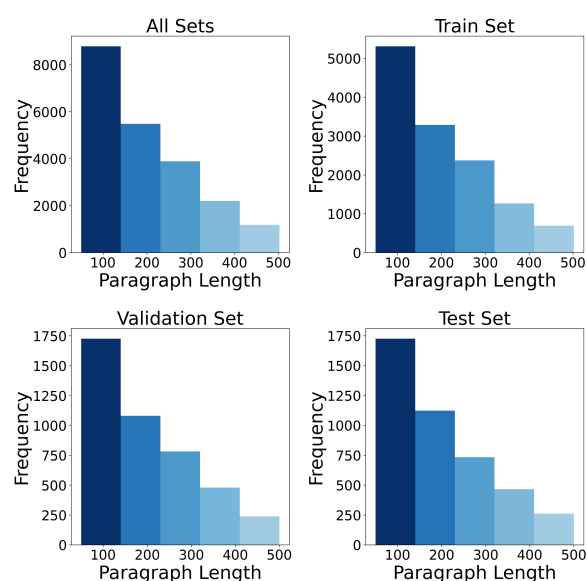 All Sets
Frequency
8000
6000
4000
2000
0
100 200 300 400 500
Paragraph Length
Train Set
Frequency
5000
4000
3000
2000
1000
0
100 200 300 400 500
Paragraph Length
Validation Set
Frequency
1750
1500
1250
1000
750
500
250
0
100 200 300 400 500
Paragraph Length
Test Set
Frequency
1750
1500
1250
1000
750
500
250
0
100 200 300 400 500
Paragraph Length